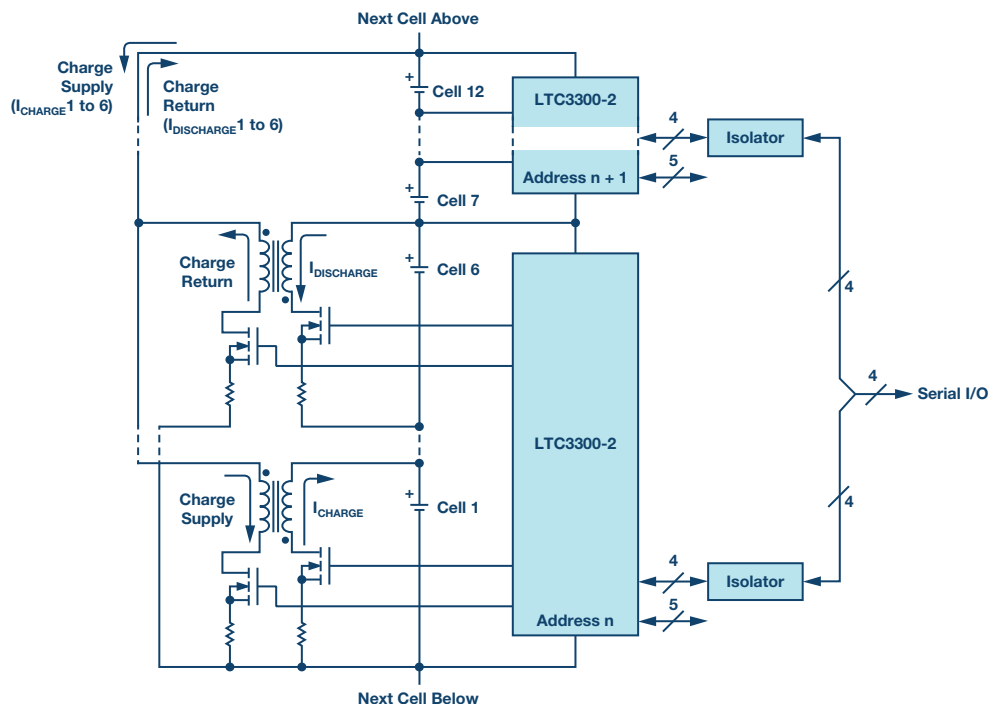 Next Cell Above
Charge
Supply
(ICHARGE1 to 6)
Charge
Return
(IDISCHARGE1 to 6)
+
Cell 12
LTC3300-2
4
Isolator
5
Address n + 1
+
Cell 7
Charge
Return
IDISCHARGE
+
Cell 6
4
4
Serial I/O
LTC3300-2
Charge
Supply
ICHARGE
+
Cell 1
4
4
Isolator
5
Address n
Next Cell Below